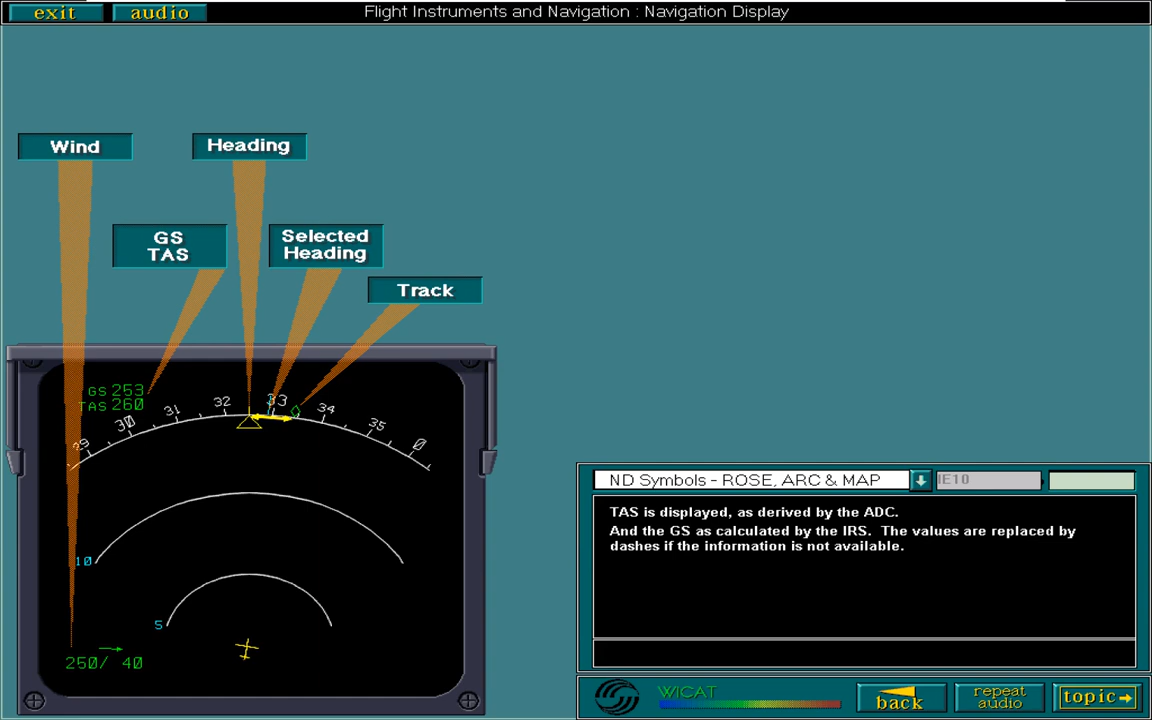 exit
audio
Flight Instruments and Navigation : Navigation Display
Wind
Heading
GS
TAS
Selected
Heading
Track
GS 253
TAS 260
29
30
31
32
33
34
35
0
10
5
250/ 40
ND Symbols - ROSE, ARC & MAP
IE10
TAS is displayed, as derived by the ADC.
And the GS as calculated by the IRS. The values are replaced by
dashes if the information is not available.
WICAT
back
repeat
audio
topic